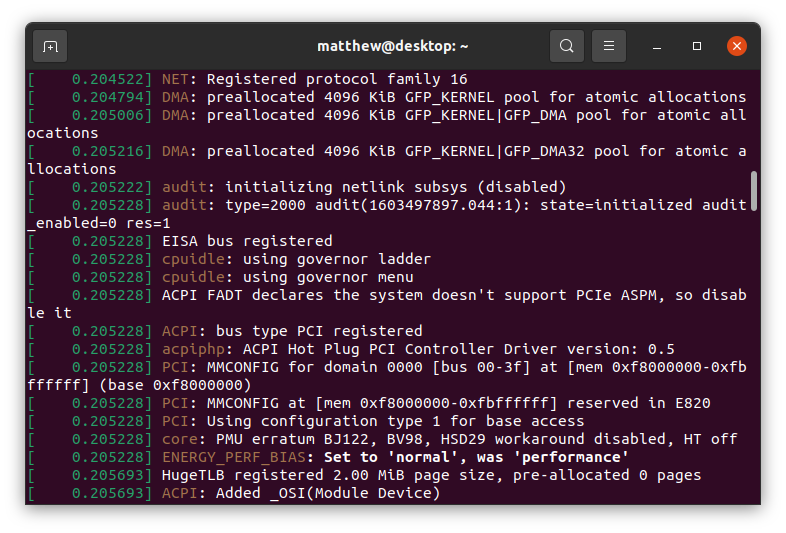 matthew@desktop: ~
[    0.204522] NET: Registered protocol family 16
[    0.204794] DMA: preallocated 4096 KiB GFP_KERNEL pool for atomic allocations
[    0.205006] DMA: preallocated 4096 KiB GFP_KERNEL|GFP_DMA pool for atomic all
ocations
[    0.205216] DMA: preallocated 4096 KiB GFP_KERNEL|GFP_DMA32 pool for atomic a
llocations
[    0.205222] audit: initializing netlink subsys (disabled)
[    0.205228] audit: type=2000 audit(1603497897.044:1): state=initialized audit
_enabled=0 res=1
[    0.205228] EISA bus registered
[    0.205228] cpuidle: using governor ladder
[    0.205228] cpuidle: using governor menu
[    0.205228] ACPI FADT declares the system doesn't support PCIe ASPM, so disab
le it
[    0.205228] ACPI: bus type PCI registered
[    0.205228] acpiphp: ACPI Hot Plug PCI Controller Driver version: 0.5
[    0.205228] PCI: MMCONFIG for domain 0000 [bus 00-3f] at [mem 0xf8000000-0xfb
ffffff] (base 0xf8000000)
[    0.205228] PCI: MMCONFIG at [mem 0xf8000000-0xfbffffff] reserved in E820
[    0.205228] PCI: Using configuration type 1 for base access
[    0.205228] core: PMU erratum BJ122, BV98, HSD29 workaround disabled, HT off
[    0.205228] ENERGY_PERF_BIAS: Set to 'normal', was 'performance'
[    0.205693] HugeTLB registered 2.00 MiB page size, pre-allocated 0 pages
[    0.205693] ACPI: Added _OSI(Module Device)